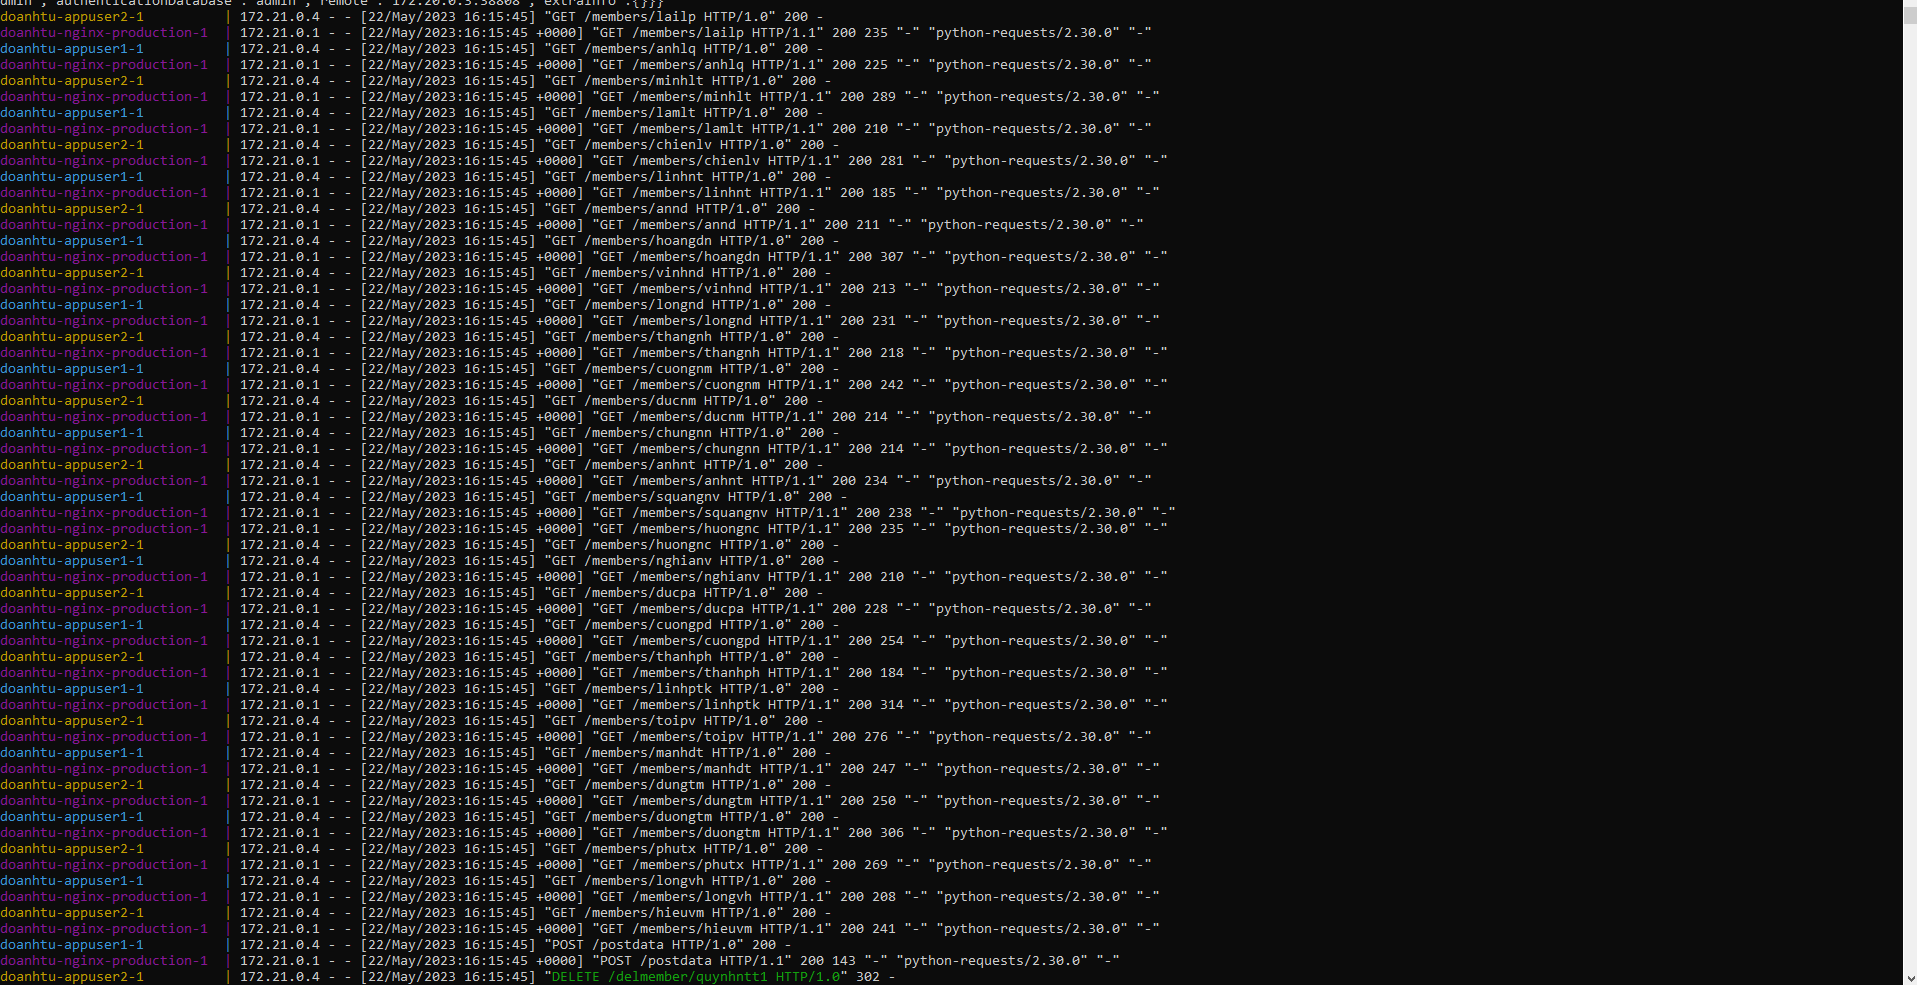 dmin","authenticationDatabase":"admin","remote":"172.20.0.3:38808","extraInfo":{}}}
doanhtu-appuser2-1 | 172.21.0.4 - - [22/May/2023 16:15:45] "GET /members/lailp HTTP/1.0" 200 -
doanhtu-nginx-production-1 | 172.21.0.1 - - [22/May/2023:16:15:45 +0000] "GET /members/lailp HTTP/1.1" 200 235 "-" "python-requests/2.30.0" "-"
doanhtu-appuser1-1 | 172.21.0.4 - - [22/May/2023 16:15:45] "GET /members/anhlq HTTP/1.0" 200 -
doanhtu-nginx-production-1 | 172.21.0.1 - - [22/May/2023:16:15:45 +0000] "GET /members/anhlq HTTP/1.1" 200 225 "-" "python-requests/2.30.0" "-"
doanhtu-appuser2-1 | 172.21.0.4 - - [22/May/2023 16:15:45] "GET /members/minhlt HTTP/1.0" 200 -
doanhtu-nginx-production-1 | 172.21.0.1 - - [22/May/2023:16:15:45 +0000] "GET /members/minhlt HTTP/1.1" 200 289 "-" "python-requests/2.30.0" "-"
doanhtu-appuser1-1 | 172.21.0.4 - - [22/May/2023 16:15:45] "GET /members/lamlt HTTP/1.0" 200 -
doanhtu-nginx-production-1 | 172.21.0.1 - - [22/May/2023:16:15:45 +0000] "GET /members/lamlt HTTP/1.1" 200 210 "-" "python-requests/2.30.0" "-"
doanhtu-appuser2-1 | 172.21.0.4 - - [22/May/2023 16:15:45] "GET /members/chienlv HTTP/1.0" 200 -
doanhtu-nginx-production-1 | 172.21.0.1 - - [22/May/2023:16:15:45 +0000] "GET /members/chienlv HTTP/1.1" 200 281 "-" "python-requests/2.30.0" "-"
doanhtu-appuser1-1 | 172.21.0.4 - - [22/May/2023 16:15:45] "GET /members/linhnt HTTP/1.0" 200 -
doanhtu-nginx-production-1 | 172.21.0.1 - - [22/May/2023:16:15:45 +0000] "GET /members/linhnt HTTP/1.1" 200 185 "-" "python-requests/2.30.0" "-"
doanhtu-appuser2-1 | 172.21.0.4 - - [22/May/2023 16:15:45] "GET /members/annd HTTP/1.0" 200 -
doanhtu-nginx-production-1 | 172.21.0.1 - - [22/May/2023:16:15:45 +0000] "GET /members/annd HTTP/1.1" 200 211 "-" "python-requests/2.30.0" "-"
doanhtu-appuser1-1 | 172.21.0.4 - - [22/May/2023 16:15:45] "GET /members/hoangdn HTTP/1.0" 200 -
doanhtu-nginx-production-1 | 172.21.0.1 - - [22/May/2023:16:15:45 +0000] "GET /members/hoangdn HTTP/1.1" 200 307 "-" "python-requests/2.30.0" "-"
doanhtu-appuser2-1 | 172.21.0.4 - - [22/May/2023 16:15:45] "GET /members/vinhnd HTTP/1.0" 200 -
doanhtu-nginx-production-1 | 172.21.0.1 - - [22/May/2023:16:15:45 +0000] "GET /members/vinhnd HTTP/1.1" 200 213 "-" "python-requests/2.30.0" "-"
doanhtu-appuser1-1 | 172.21.0.4 - - [22/May/2023 16:15:45] "GET /members/longnd HTTP/1.0" 200 -
doanhtu-nginx-production-1 | 172.21.0.1 - - [22/May/2023:16:15:45 +0000] "GET /members/longnd HTTP/1.1" 200 231 "-" "python-requests/2.30.0" "-"
doanhtu-appuser2-1 | 172.21.0.4 - - [22/May/2023 16:15:45] "GET /members/thangnh HTTP/1.0" 200 -
doanhtu-nginx-production-1 | 172.21.0.1 - - [22/May/2023:16:15:45 +0000] "GET /members/thangnh HTTP/1.1" 200 218 "-" "python-requests/2.30.0" "-"
doanhtu-appuser1-1 | 172.21.0.4 - - [22/May/2023 16:15:45] "GET /members/cuongnm HTTP/1.0" 200 -
doanhtu-nginx-production-1 | 172.21.0.1 - - [22/May/2023:16:15:45 +0000] "GET /members/cuongnm HTTP/1.1" 200 242 "-" "python-requests/2.30.0" "-"
doanhtu-appuser2-1 | 172.21.0.4 - - [22/May/2023 16:15:45] "GET /members/ducnm HTTP/1.0" 200 -
doanhtu-nginx-production-1 | 172.21.0.1 - - [22/May/2023:16:15:45 +0000] "GET /members/ducnm HTTP/1.1" 200 214 "-" "python-requests/2.30.0" "-"
doanhtu-appuser1-1 | 172.21.0.4 - - [22/May/2023 16:15:45] "GET /members/chungnn HTTP/1.0" 200 -
doanhtu-nginx-production-1 | 172.21.0.1 - - [22/May/2023:16:15:45 +0000] "GET /members/chungnn HTTP/1.1" 200 214 "-" "python-requests/2.30.0" "-"
doanhtu-appuser2-1 | 172.21.0.4 - - [22/May/2023 16:15:45] "GET /members/anhnt HTTP/1.0" 200 -
doanhtu-nginx-production-1 | 172.21.0.1 - - [22/May/2023:16:15:45 +0000] "GET /members/anhnt HTTP/1.1" 200 234 "-" "python-requests/2.30.0" "-"
doanhtu-appuser1-1 | 172.21.0.4 - - [22/May/2023 16:15:45] "GET /members/squangnv HTTP/1.0" 200 -
doanhtu-nginx-production-1 | 172.21.0.1 - - [22/May/2023:16:15:45 +0000] "GET /members/squangnv HTTP/1.1" 200 238 "-" "python-requests/2.30.0" "-"
doanhtu-nginx-production-1 | 172.21.0.1 - - [22/May/2023:16:15:45 +0000] "GET /members/huongnc HTTP/1.1" 200 235 "-" "python-requests/2.30.0" "-"
doanhtu-appuser2-1 | 172.21.0.4 - - [22/May/2023 16:15:45] "GET /members/huongnc HTTP/1.0" 200 -
doanhtu-appuser1-1 | 172.21.0.4 - - [22/May/2023 16:15:45] "GET /members/nghianv HTTP/1.0" 200 -
doanhtu-nginx-production-1 | 172.21.0.1 - - [22/May/2023:16:15:45 +0000] "GET /members/nghianv HTTP/1.1" 200 210 "-" "python-requests/2.30.0" "-"
doanhtu-appuser2-1 | 172.21.0.4 - - [22/May/2023 16:15:45] "GET /members/ducpa HTTP/1.0" 200 -
doanhtu-nginx-production-1 | 172.21.0.1 - - [22/May/2023:16:15:45 +0000] "GET /members/ducpa HTTP/1.1" 200 228 "-" "python-requests/2.30.0" "-"
doanhtu-appuser1-1 | 172.21.0.4 - - [22/May/2023 16:15:45] "GET /members/cuongpd HTTP/1.0" 200 -
doanhtu-nginx-production-1 | 172.21.0.1 - - [22/May/2023:16:15:45 +0000] "GET /members/cuongpd HTTP/1.1" 200 254 "-" "python-requests/2.30.0" "-"
doanhtu-appuser2-1 | 172.21.0.4 - - [22/May/2023 16:15:45] "GET /members/thanhph HTTP/1.0" 200 -
doanhtu-nginx-production-1 | 172.21.0.1 - - [22/May/2023:16:15:45 +0000] "GET /members/thanhph HTTP/1.1" 200 184 "-" "python-requests/2.30.0" "-"
doanhtu-appuser1-1 | 172.21.0.4 - - [22/May/2023 16:15:45] "GET /members/linhptk HTTP/1.0" 200 -
doanhtu-nginx-production-1 | 172.21.0.1 - - [22/May/2023:16:15:45 +0000] "GET /members/linhptk HTTP/1.1" 200 314 "-" "python-requests/2.30.0" "-"
doanhtu-appuser2-1 | 172.21.0.4 - - [22/May/2023 16:15:45] "GET /members/toipv HTTP/1.0" 200 -
doanhtu-nginx-production-1 | 172.21.0.1 - - [22/May/2023:16:15:45 +0000] "GET /members/toipv HTTP/1.1" 200 276 "-" "python-requests/2.30.0" "-"
doanhtu-appuser1-1 | 172.21.0.4 - - [22/May/2023 16:15:45] "GET /members/manhdt HTTP/1.0" 200 -
doanhtu-nginx-production-1 | 172.21.0.1 - - [22/May/2023:16:15:45 +0000] "GET /members/manhdt HTTP/1.1" 200 247 "-" "python-requests/2.30.0" "-"
doanhtu-appuser2-1 | 172.21.0.4 - - [22/May/2023 16:15:45] "GET /members/dungtm HTTP/1.0" 200 -
doanhtu-nginx-production-1 | 172.21.0.1 - - [22/May/2023:16:15:45 +0000] "GET /members/dungtm HTTP/1.1" 200 250 "-" "python-requests/2.30.0" "-"
doanhtu-appuser1-1 | 172.21.0.4 - - [22/May/2023 16:15:45] "GET /members/duongtm HTTP/1.0" 200 -
doanhtu-nginx-production-1 | 172.21.0.1 - - [22/May/2023:16:15:45 +0000] "GET /members/duongtm HTTP/1.1" 200 306 "-" "python-requests/2.30.0" "-"
doanhtu-appuser2-1 | 172.21.0.4 - - [22/May/2023 16:15:45] "GET /members/phutx HTTP/1.0" 200 -
doanhtu-nginx-production-1 | 172.21.0.1 - - [22/May/2023:16:15:45 +0000] "GET /members/phutx HTTP/1.1" 200 269 "-" "python-requests/2.30.0" "-"
doanhtu-appuser1-1 | 172.21.0.4 - - [22/May/2023 16:15:45] "GET /members/longvh HTTP/1.0" 200 -
doanhtu-nginx-production-1 | 172.21.0.1 - - [22/May/2023:16:15:45 +0000] "GET /members/longvh HTTP/1.1" 200 208 "-" "python-requests/2.30.0" "-"
doanhtu-appuser2-1 | 172.21.0.4 - - [22/May/2023 16:15:45] "GET /members/hieuvm HTTP/1.0" 200 -
doanhtu-nginx-production-1 | 172.21.0.1 - - [22/May/2023:16:15:45 +0000] "GET /members/hieuvm HTTP/1.1" 200 241 "-" "python-requests/2.30.0" "-"
doanhtu-appuser1-1 | 172.21.0.4 - - [22/May/2023 16:15:45] "POST /postdata HTTP/1.0" 200 -
doanhtu-nginx-production-1 | 172.21.0.1 - - [22/May/2023:16:15:45 +0000] "POST /postdata HTTP/1.1" 200 143 "-" "python-requests/2.30.0" "-"
doanhtu-appuser2-1 | 172.21.0.4 - - [22/May/2023 16:15:45] "DELETE /delmember/quynhntt1 HTTP/1.0" 302 -